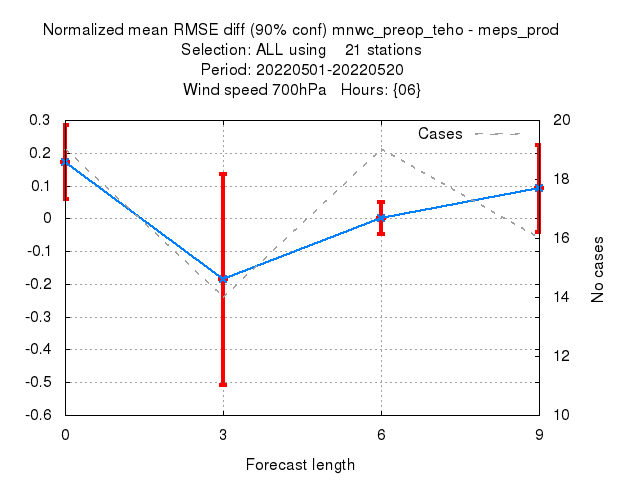 Normalized mean RMSE diff (90% conf) mnwc_preop_teho - meps_prod
Selection: ALL using 21 stations
Period: 20220501-20220520
Wind speed 700hPa Hours: {06}
Cases
0.3
0.2
0.1
0
-0.1
-0.2
-0.3
-0.4
-0.5
-0.6
20
18
16
14
12
10
No cases
0 3 6 9
Forecast length